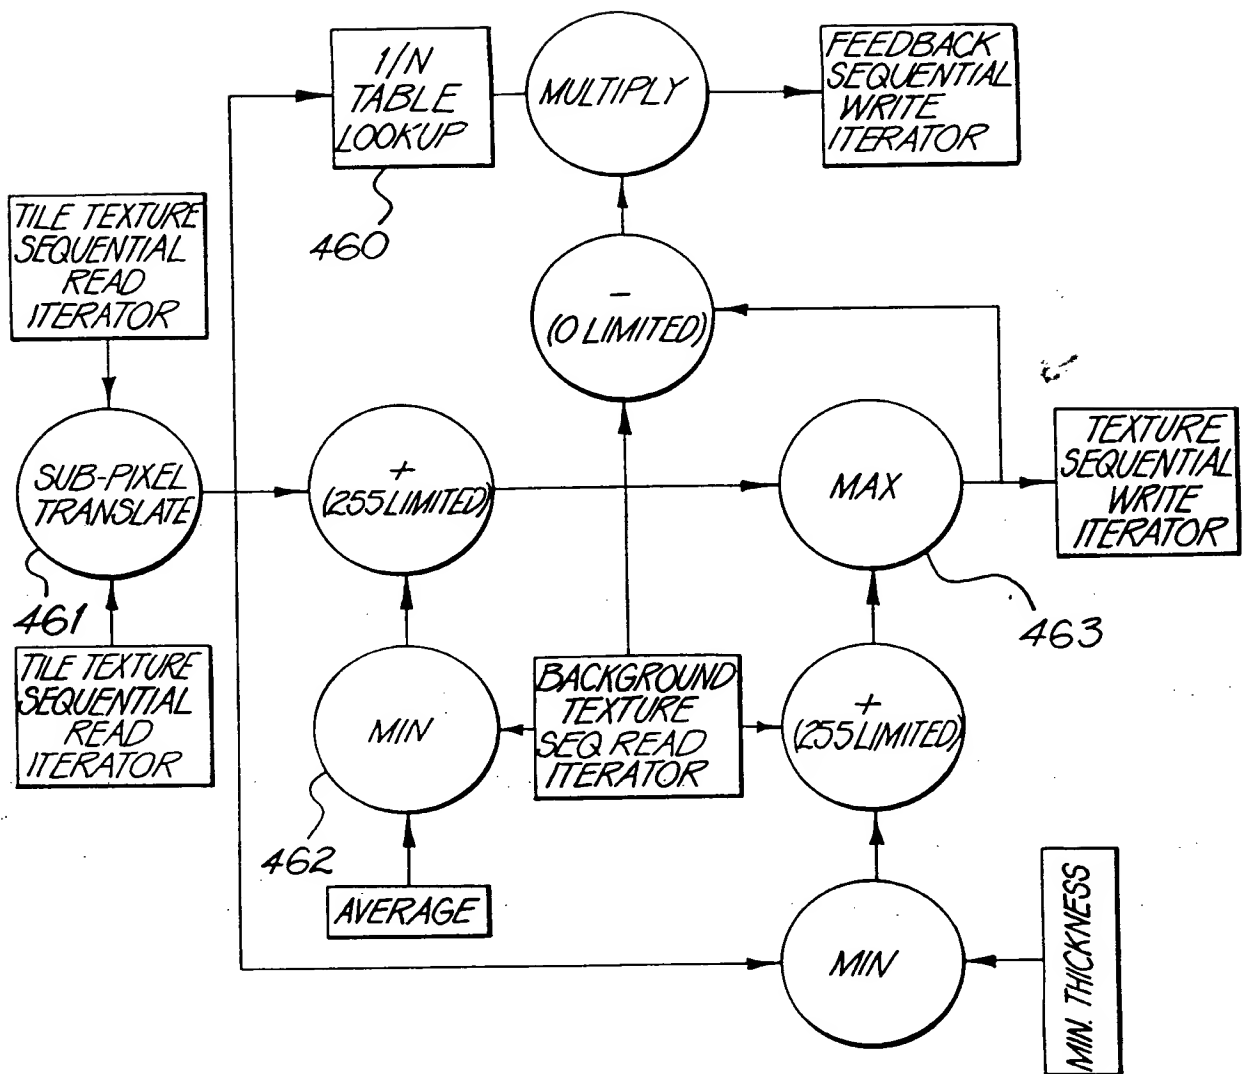 1/N
TABLE
LOOKUP
MULTIPLY
FEEDBACK
SEQUENTIAL
WRITE
ITERATOR
460
TILE TEXTURE
SEQUENTIAL
READ
ITERATOR
–
(0 LIMITED)
SUB-PIXEL
TRANSLATE
+
(255 LIMITED)
MAX
TEXTURE
SEQUENTIAL
WRITE
ITERATOR
461
463
TILE TEXTURE
SEQUENTIAL
READ
ITERATOR
MIN
BACKGROUND
TEXTURE
SEQ READ
ITERATOR
+
(255 LIMITED)
462
AVERAGE
MIN
MIN. THICKNESS